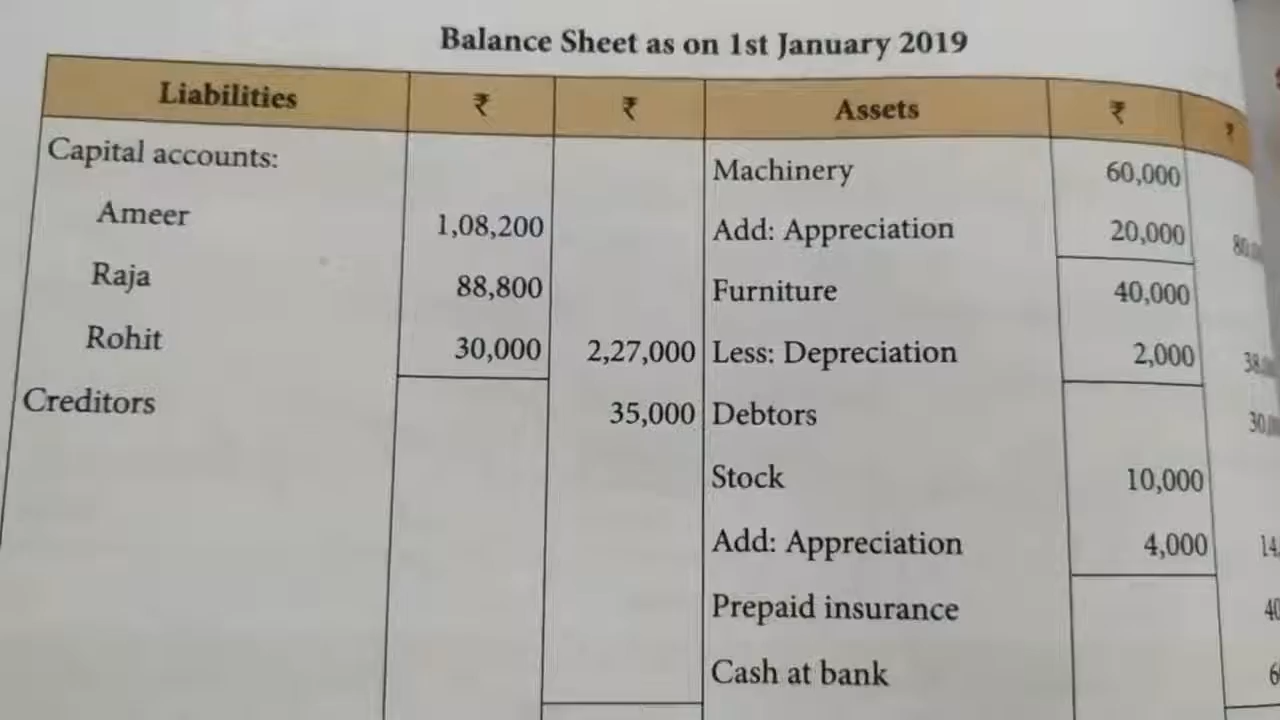 Balance Sheet as on 1st January 2019
Liabilities ₹ ₹ Assets ₹ ₹
Capital accounts: Machinery 60,000
Ameer 1,08,200 Add: Appreciation 20,000
Raja 88,800 Furniture 40,000
Rohit 30,000 2,27,000 Less: Depreciation 2,000
Creditors 35,000 Debtors
Stock 10,000
Add: Appreciation 4,000
Prepaid insurance
Cash at bank